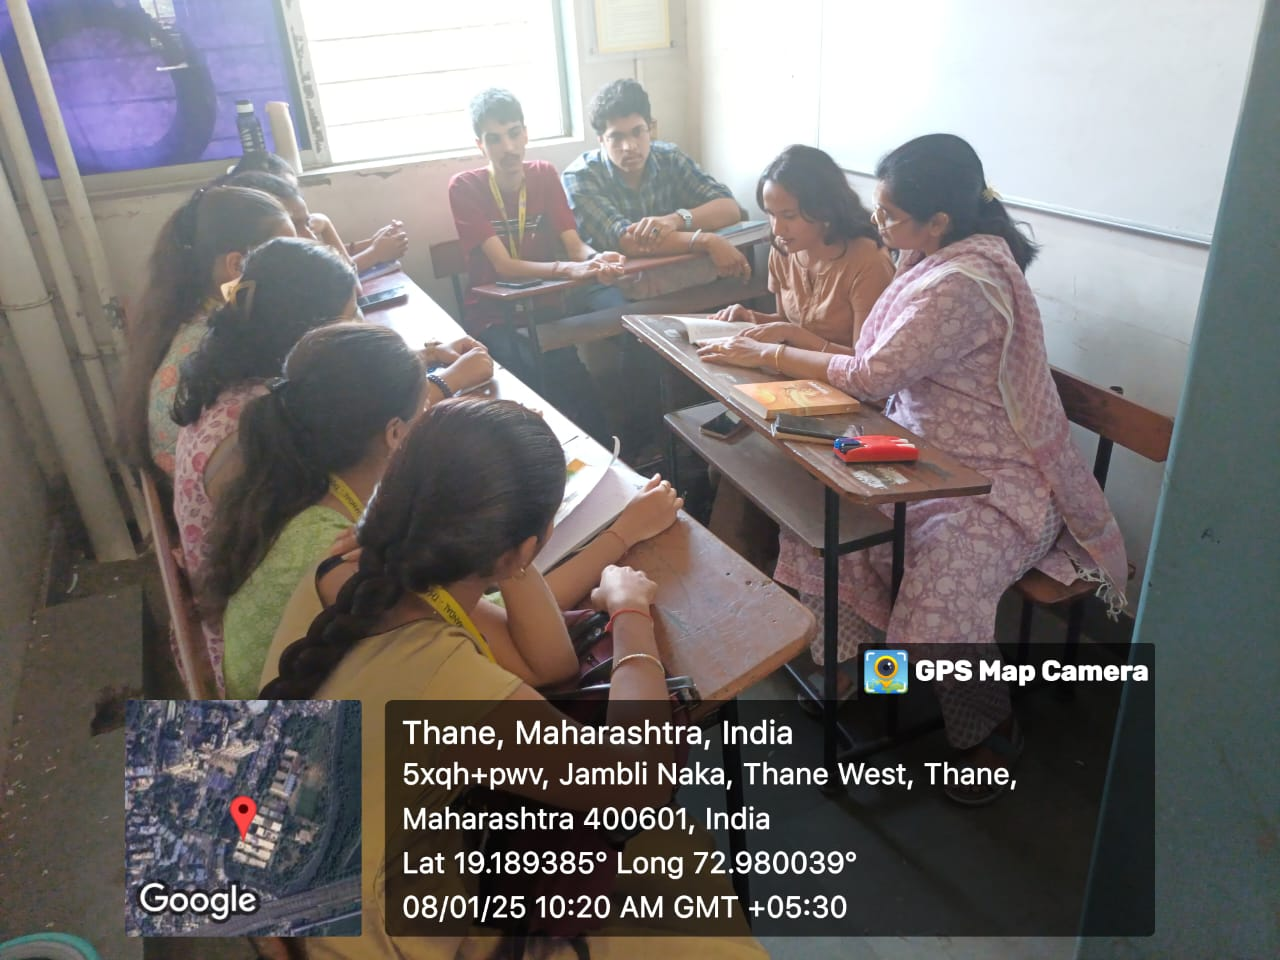 GPS Map Camera
Thane, Maharashtra, India
5xqh+pwv, Jambli Naka, Thane West, Thane,
Maharashtra 400601, India
Lat 19.189385° Long 72.980039°
08/01/25 10:20 AM GMT +05:30
Google